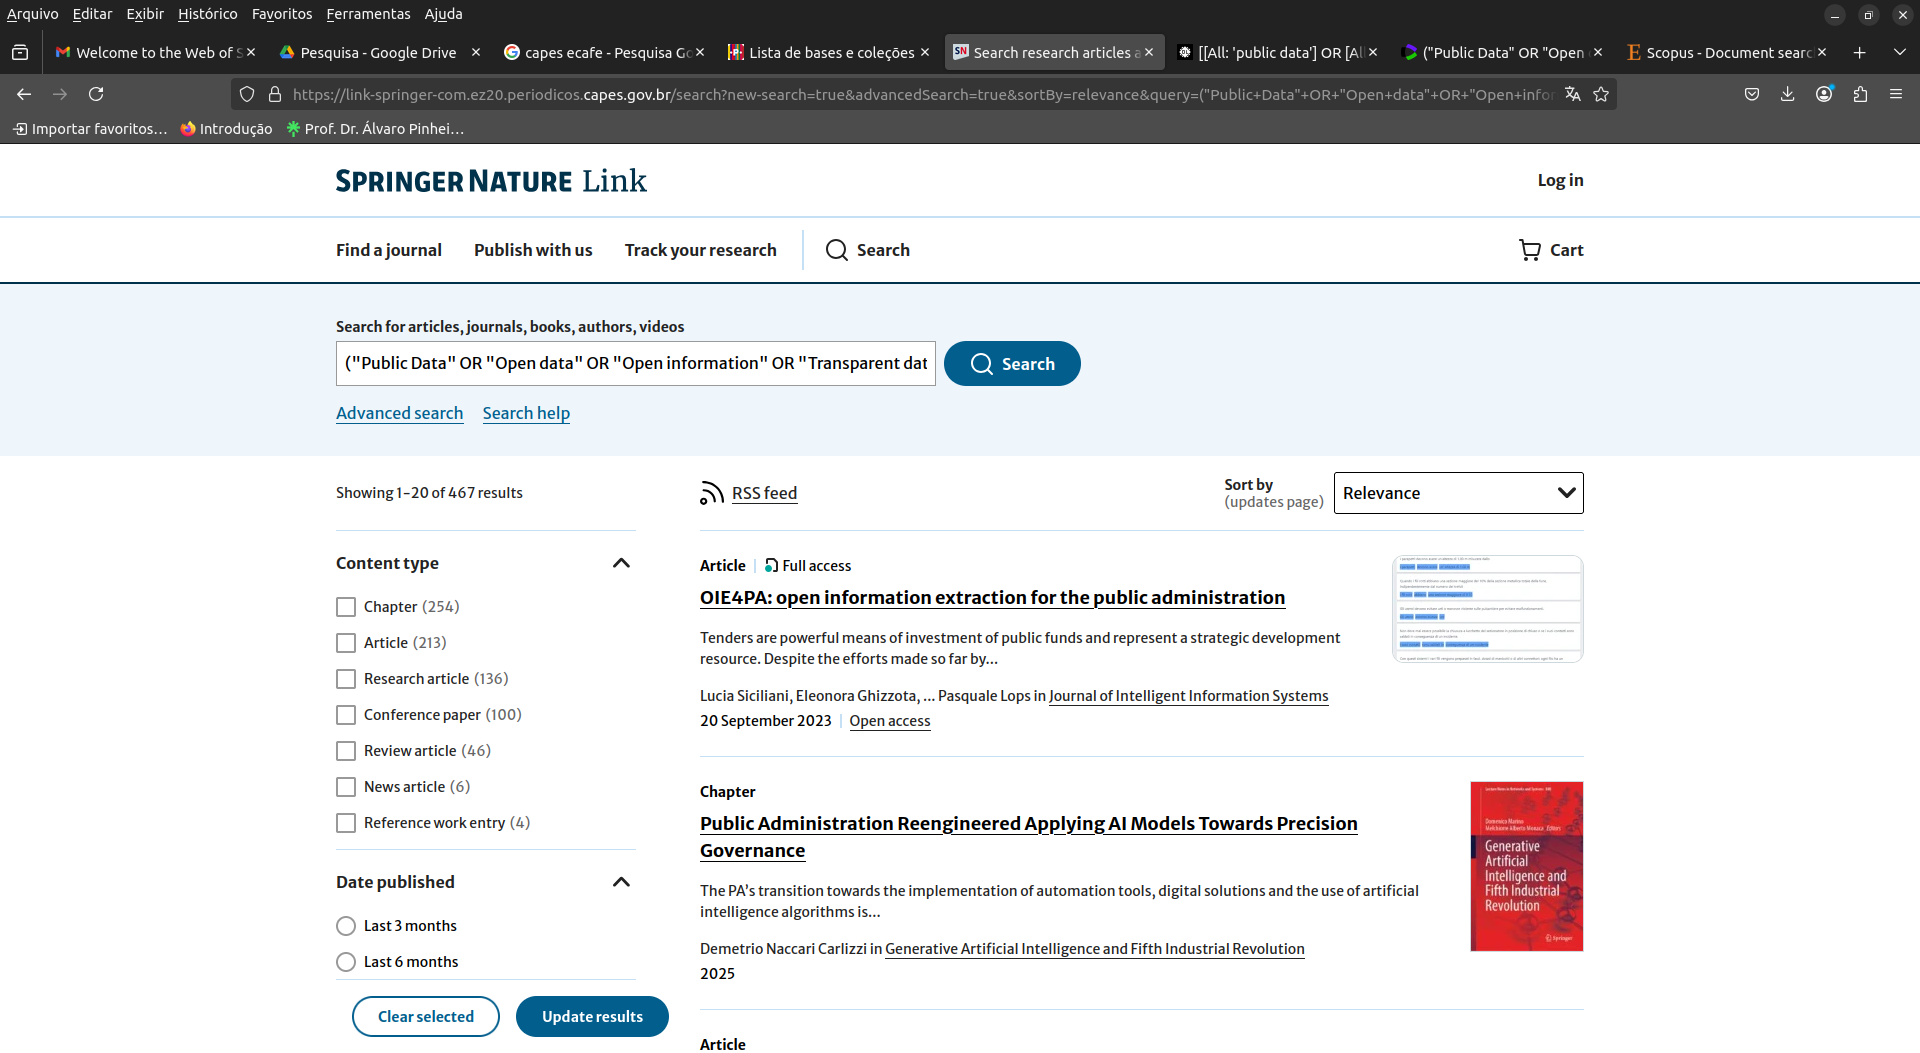 Arquivo Editar Exibir Histórico Favoritos Ferramentas Ajuda
Welcome to the Web of S
Pesquisa - Google Drive
capes ecafe - Pesquisa Go
Lista de bases e coleções
Search research articles a
[[All: 'public data'] OR [All
("Public Data" OR "Open
Scopus - Document searc
https://link-springer-com.ez20.periodicos.capes.gov.br/search?new-search=true&advancedSearch=true&sortBy=relevance&query=("Public+Data"+OR+"Open+data"+OR+"Open+infor
Importar favoritos... Introdução Prof. Dr. Álvaro Pinhei...
SPRINGER NATURE Link
Log in
Find a journal Publish with us Track your research Search Cart
Search for articles, journals, books, authors, videos
("Public Data" OR "Open data" OR "Open information" OR "Transparent dat
Search
Advanced search Search help
Showing 1-20 of 467 results
RSS feed
Sort by
(updates page)
Relevance
Content type
Chapter (254)
Article (213)
Research article (136)
Conference paper (100)
Review article (46)
News article (6)
Reference work entry (4)
Date published
Last 3 months
Last 6 months
Clear selected Update results
Article | Full access
OIE4PA: open information extraction for the public administration
Tenders are powerful means of investment of public funds and represent a strategic development
resource. Despite the efforts made so far by...
Lucia Siciliani, Eleonora Ghizzota, ... Pasquale Lops in Journal of Intelligent Information Systems
20 September 2023 | Open access
Chapter
Public Administration Reengineered Applying AI Models Towards Precision
Governance
The PA's transition towards the implementation of automation tools, digital solutions and the use of artificial
intelligence algorithms is...
Demetrio Naccari Carlizzi in Generative Artificial Intelligence and Fifth Industrial Revolution
2025
Domenico Marino
Melchiorre Alberto Monaca Editors
Generative
Artificial
Intelligence and
Fifth Industrial
Revolution
Springer
Article